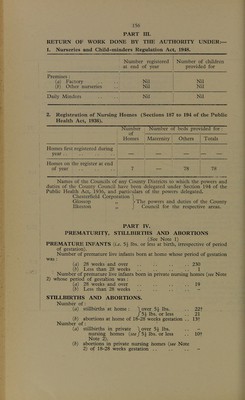 156
PART III.
RETURN OF WORK DONE BY THE AUTHORITY UNDER:—
1. Nurseries and Child-minders Regulation Act, 1948.
Number registered at end of year
Number of children provided for
Premises :
(a) Factory .. .. Nil Nil
(b) Other nurseries .. Nil Nil
Daily Minders Nil Nil
2. Registration of Nursing Homes (Sections 187 to 194 of the Public
Health Act, 1936).
Number of Homes
Number of beds provided for :
Maternity Others Totals
Homes first registered during
year .. — — — —
Homes on the register at end
of year .. 7 — 78 78
Names of the Councils of any County Districts to which the powers and
duties of the County Council have been delegated under Section 194 of the
Public Health Act, 1936, and particulars of the powers delegated.
Chesterfield Corporation
Glossop „ The powers and duties of the County
Ilkeston „ Council for the respective areas.
PART IV.
PREMATURITY, STILLBIRTHS AND ABORTIONS
(See Note 1)
PREMATURE INFANTS (i.e. 5½ lbs. or less at birth, irrespective of period
of gestation).
Number of premature live infants born at home whose period of gestation
was :
(a) 28 weeks and over .. 230
(b) Less than 28 weeks .. 1
Number of premature live infants born in private nursing homes (see Note
2) whose period of gestation was :
(a) 28 weeks and over .. 18
(b) Less than 28 weeks .. –
STILLBIRTHS AND ABORTIONS.
Number of :
(a) stillbirths at home : over 5½ lbs. .. 22†
5½ lbs. or less .. 21
(b) abortions at home of 16-28 weeks gestation .. 13†
Number of :
(a) stillbirths in private over 5½ lbs. .. –
nursing homes (see 5½ lbs. or less .. 10†
Note 2);
(b) abortions in private nursing homes (see Note
2) of 16-28 weeks gestation .. –